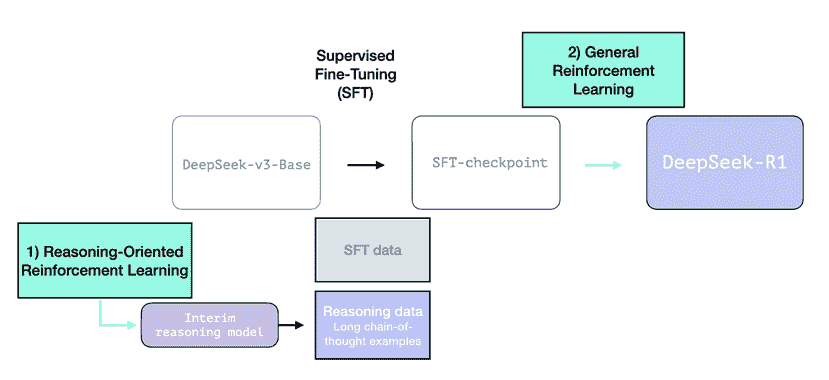 Supervised
Fine-Tuning
(SFT)
2) General
Reinforcement
Learning
DeepSeek-v3-Base
SFT-checkpoint
DeepSeek-R1
1) Reasoning-Oriented
Reinforcement Learning
SFT data
Interim
reasoning model
Reasoning data
Long chain-of-
thought examples